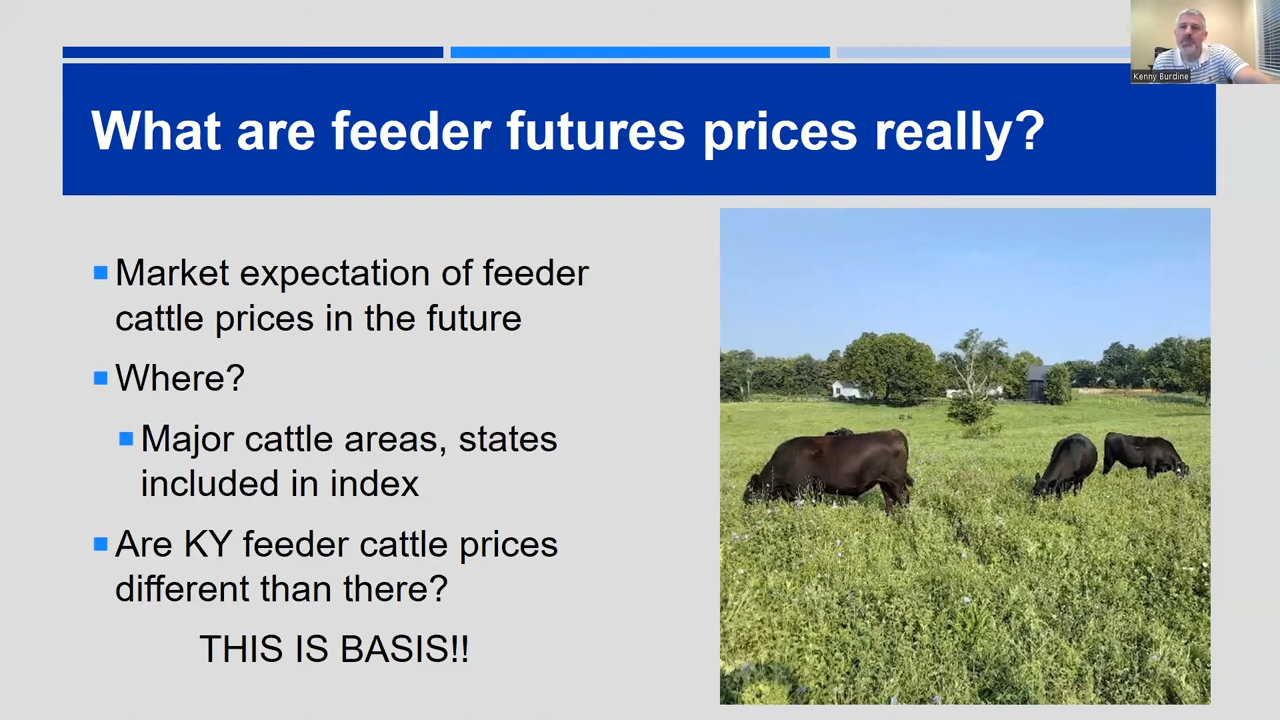 Kenny Burdine
What are feeder futures prices really?
Market expectation of feeder
cattle prices in the future
Where?
Major cattle areas, states
included in index
Are KY feeder cattle prices
different than there?
THIS IS BASIS!!